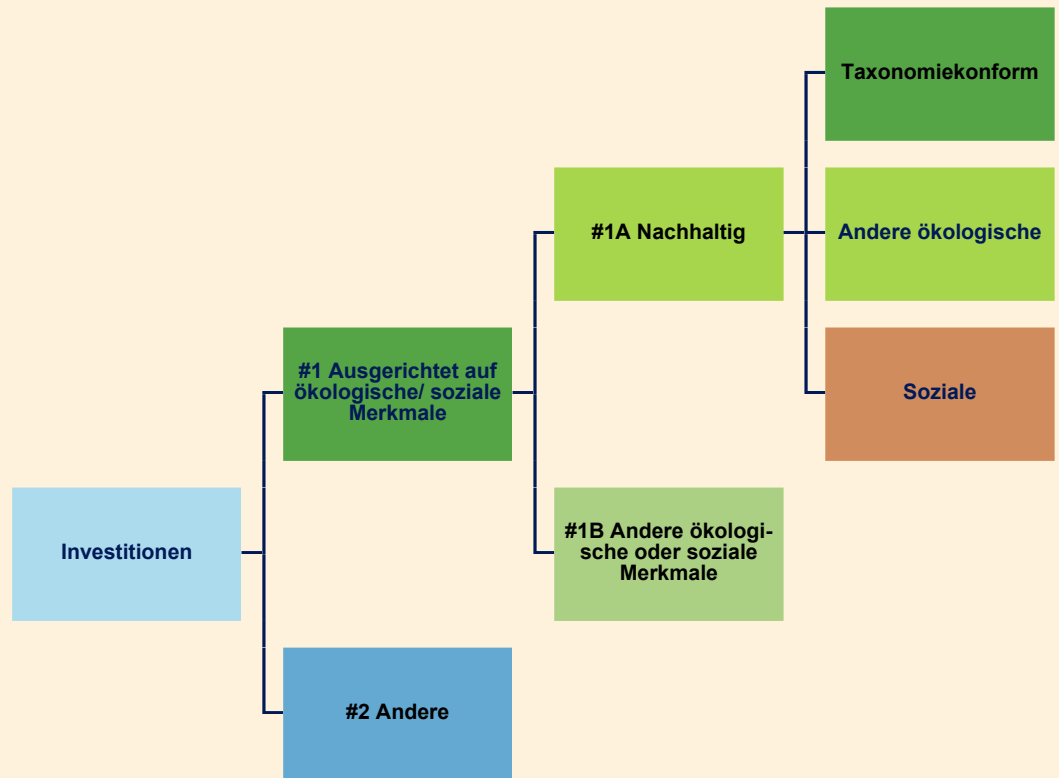 Taxonomiekonform
#1A Nachhaltig
Andere ökologische
#1 Ausgerichtet auf
ökologische/ soziale
Merkmale
Soziale
Investitionen
#1B Andere ökologi-
sche oder soziale
Merkmale
#2 Andere